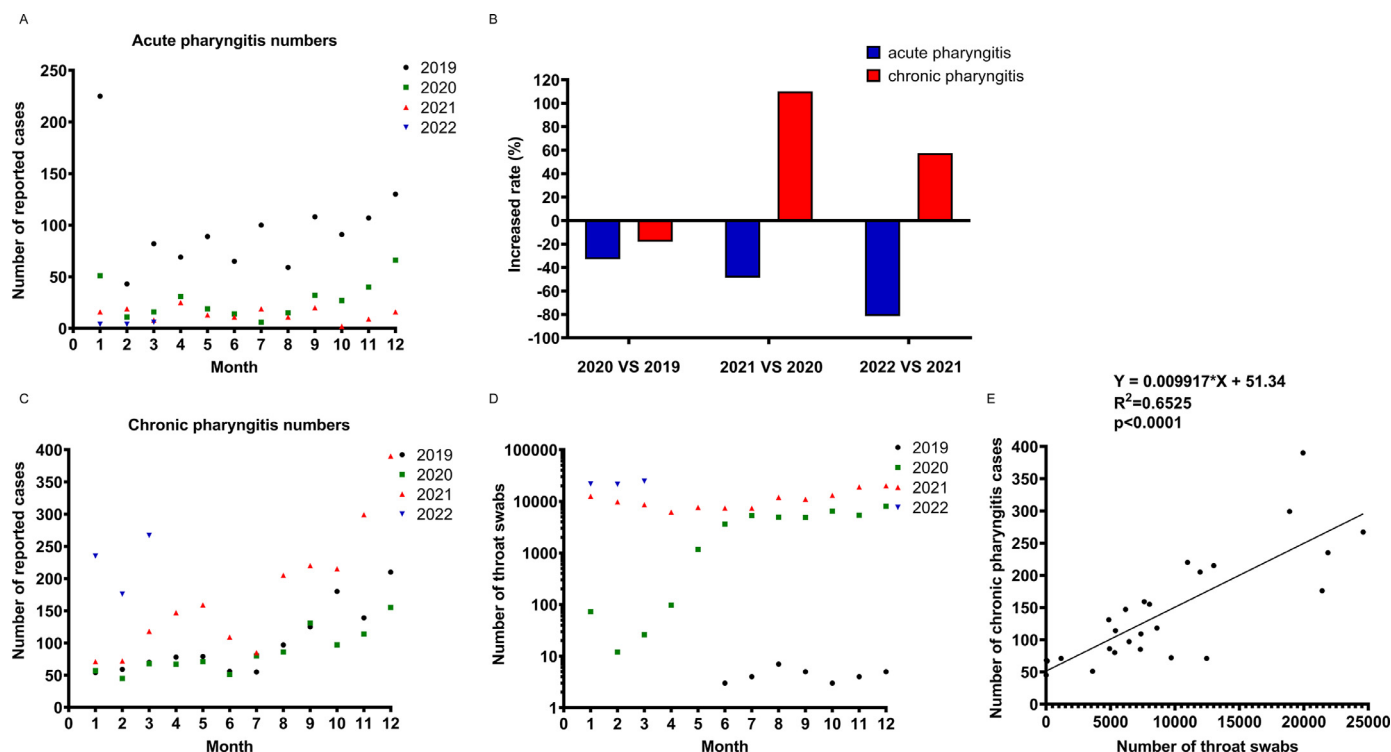 A
Acute pharyngitis numbers
Number of reported cases
250
200
150
100
50
0
0 1 2 3 4 5 6 7 8 9 10 11 12
Month
2019
2020
2021
2022
B
acute pharyngitis
chronic pharyngitis
Increased rate (%)
120
100
80
60
40
20
0
-20
-40
-60
-80
-100
2020 VS 2019 2021 VS 2020 2022 VS 2021
C
Chronic pharyngitis numbers
Number of reported cases
400
350
300
250
200
150
100
50
0
0 1 2 3 4 5 6 7 8 9 10 11 12
Month
2019
2020
2021
2022
D
Number of throat swabs
100000
10000
1000
100
10
1
0 1 2 3 4 5 6 7 8 9 10 11 12
Month
2019
2020
2021
2022
E
Y = 0.009917*X + 51.34
R²=0.6525
p<0.0001
Number of chronic pharyngitis cases
400
350
300
250
200
150
100
50
0
0 5000 10000 15000 20000 25000
Number of throat swabs